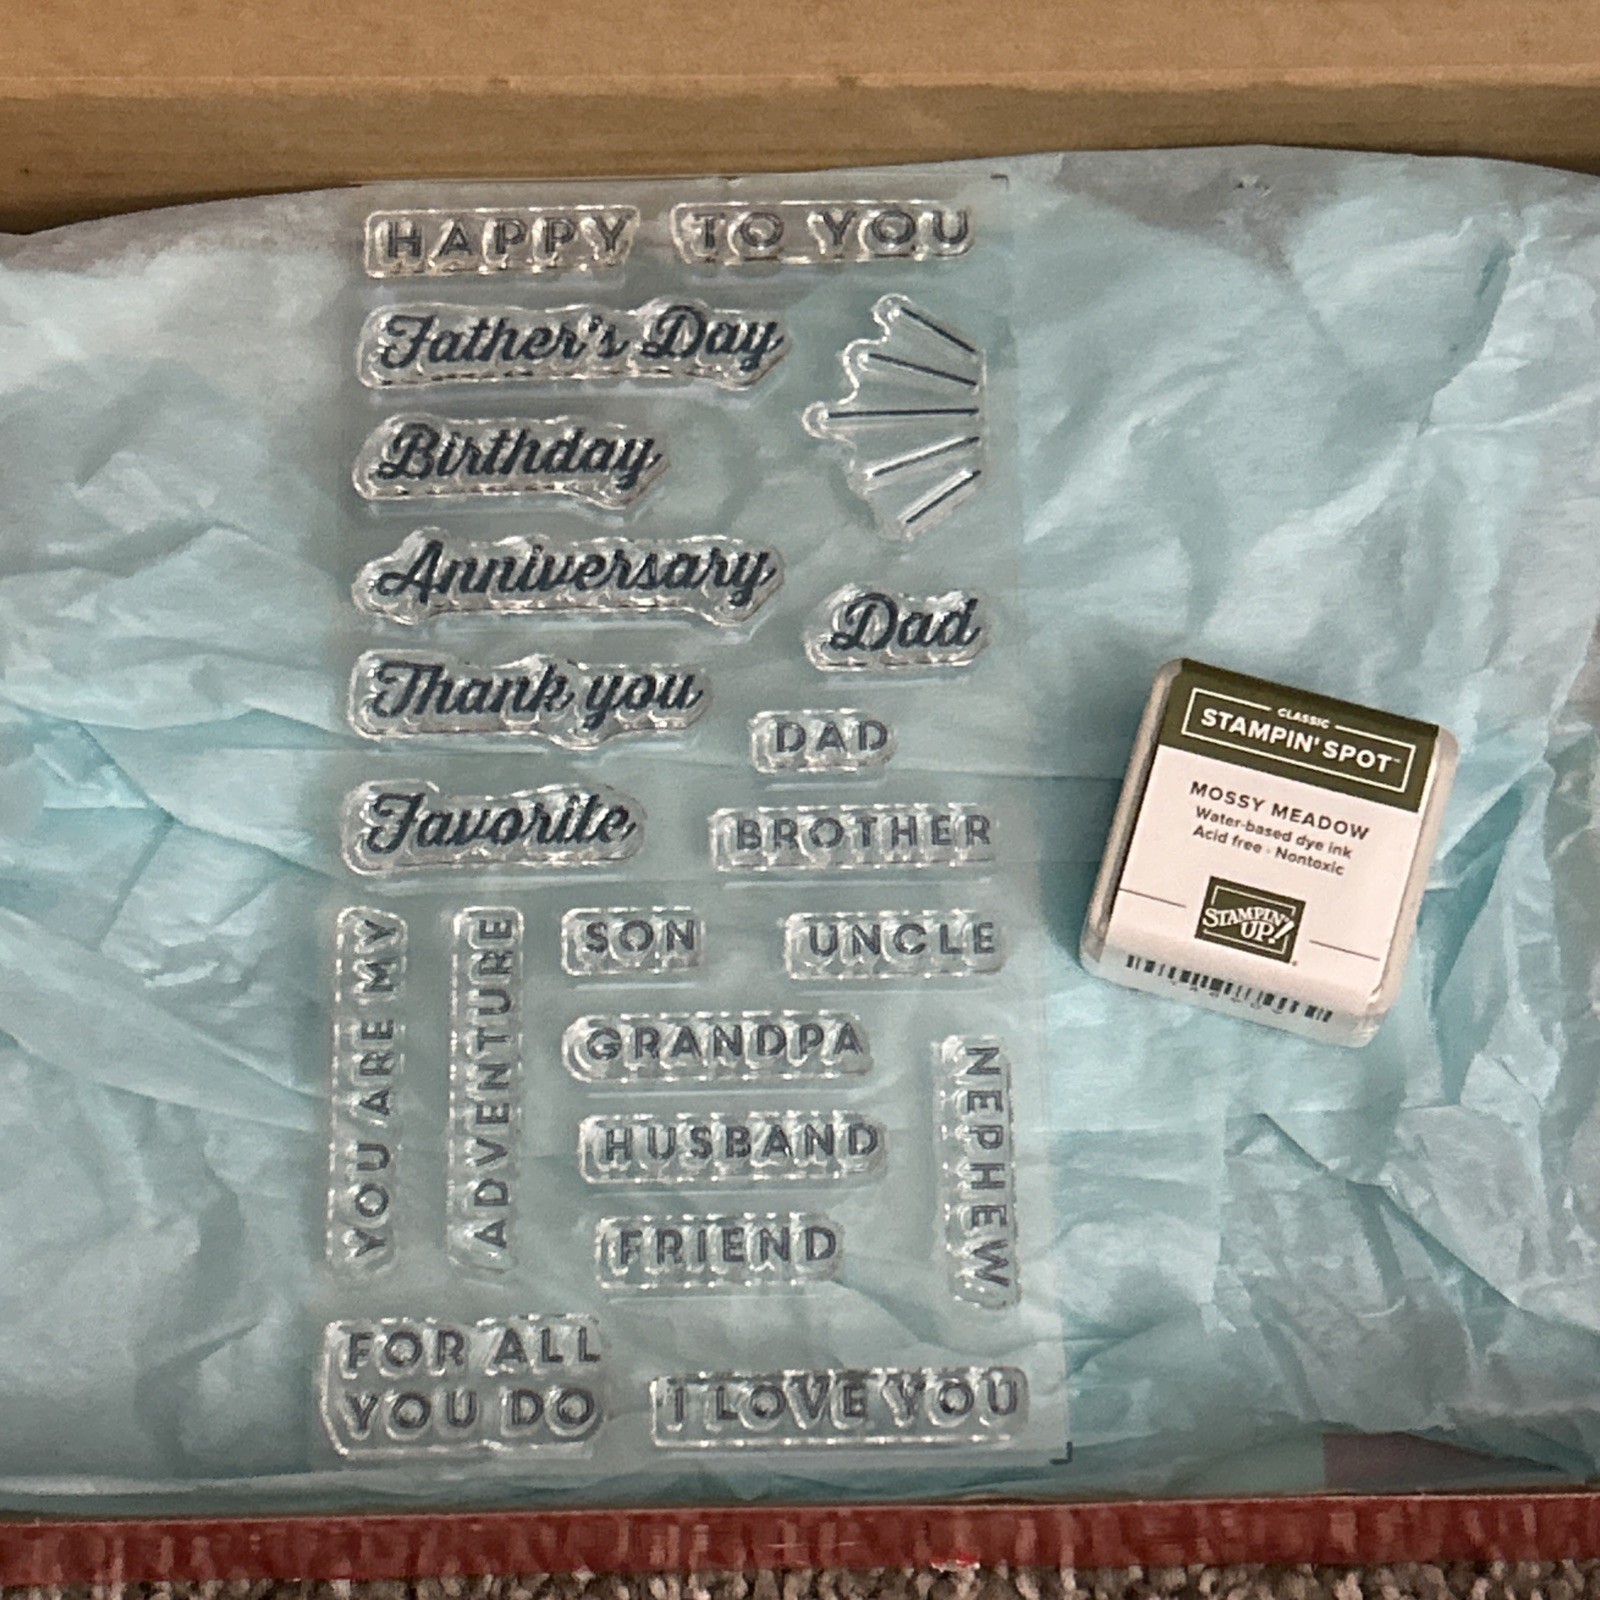 HAPPY
TO YOU
Father's Day
Birthday
Anniversary
Dad
Thank you
DAD
Favorite
BROTHER
YOU ARE MY
ADVENTURE
SON
UNCLE
GRANDPA
HUSBAND
NEPHEW
FRIEND
FOR ALL
YOU DO
I LOVE YOU
CLASSIC
STAMPIN' SPOT™
MOSSY MEADOW
Water-based dye ink
Acid free · Nontoxic
STAMPIN'
UP!